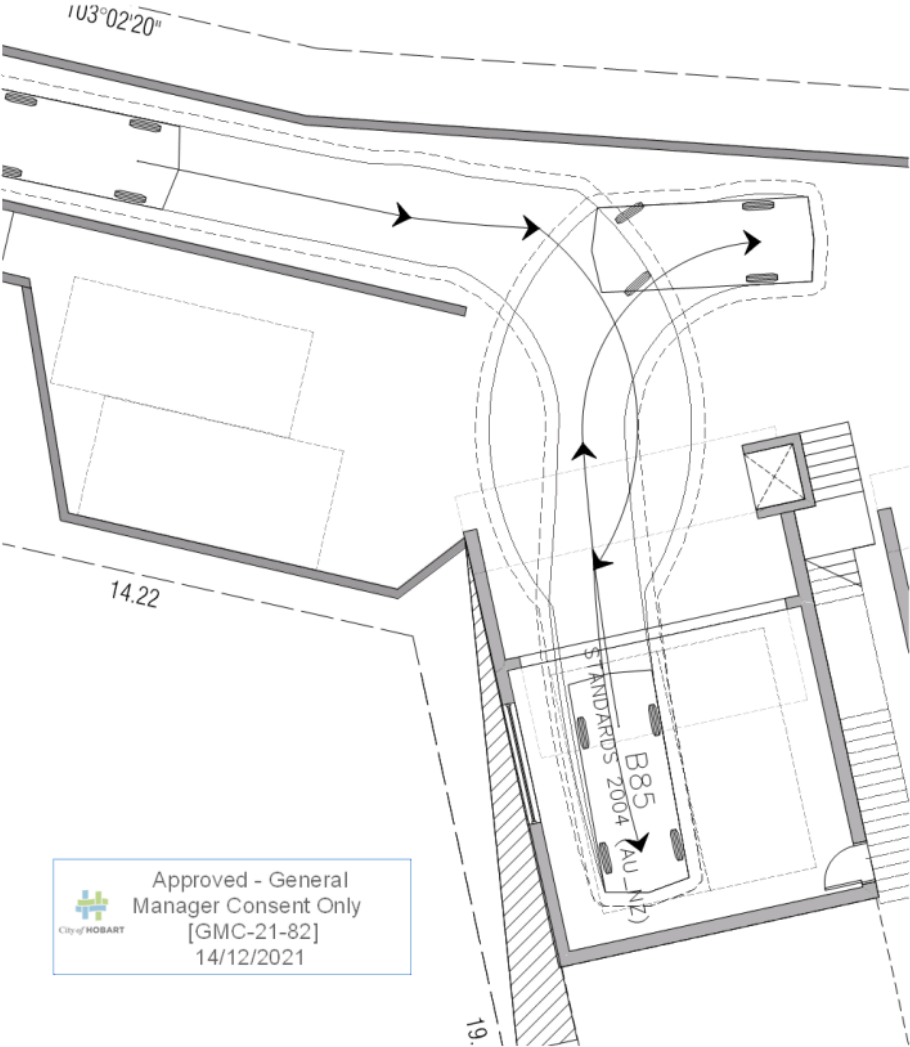 103°02'20"
14.22
STANDARDS 2004 (AU_NZ)
B85
Approved - General
Manager Consent Only
[GMC-21-82]
14/12/2021
City of HOBART
19.